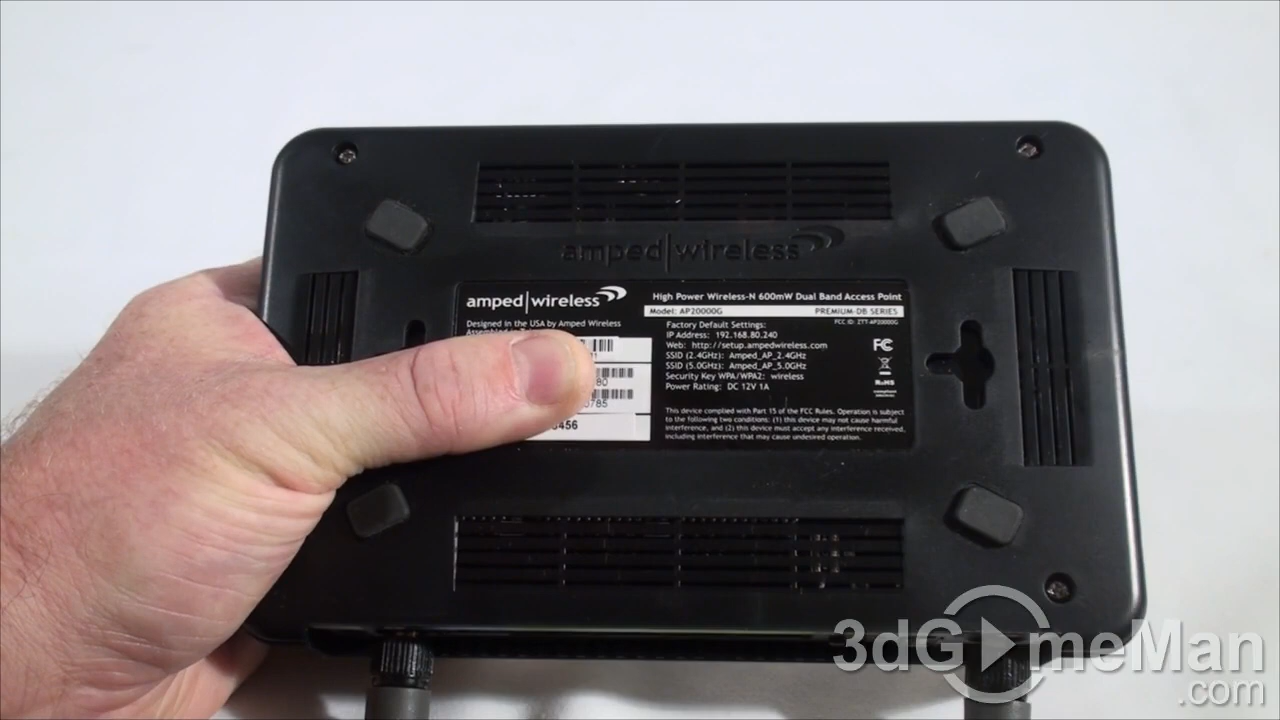 amped|wireless
amped|wireless
High Power Wireless-N 600mW Dual Band Access Point
Model: AP20000G
PREMIUM-DB SERIES
FCC ID: ZTT-AP20000G
Designed in the USA by Amped Wireless
Factory Default Settings:
IP Address: 192.168.80.240
Web: http://setup.ampedwireless.com
SSID (2.4GHz): Amped_AP_2.4GHz
SSID (5.0GHz): Amped_AP_5.0GHz
Security Key WPA/WPA2: wireless
Power Rating: DC 12V 1A
FC
RoHS
This device complied with Part 15 of the FCC Rules. Operation is subject
to the following two conditions: (1) this device may not cause harmful
interference, and (2) this device must accept any interference received,
including interference that may cause undesired operation.
80
0785
456
3dGameMan
.com